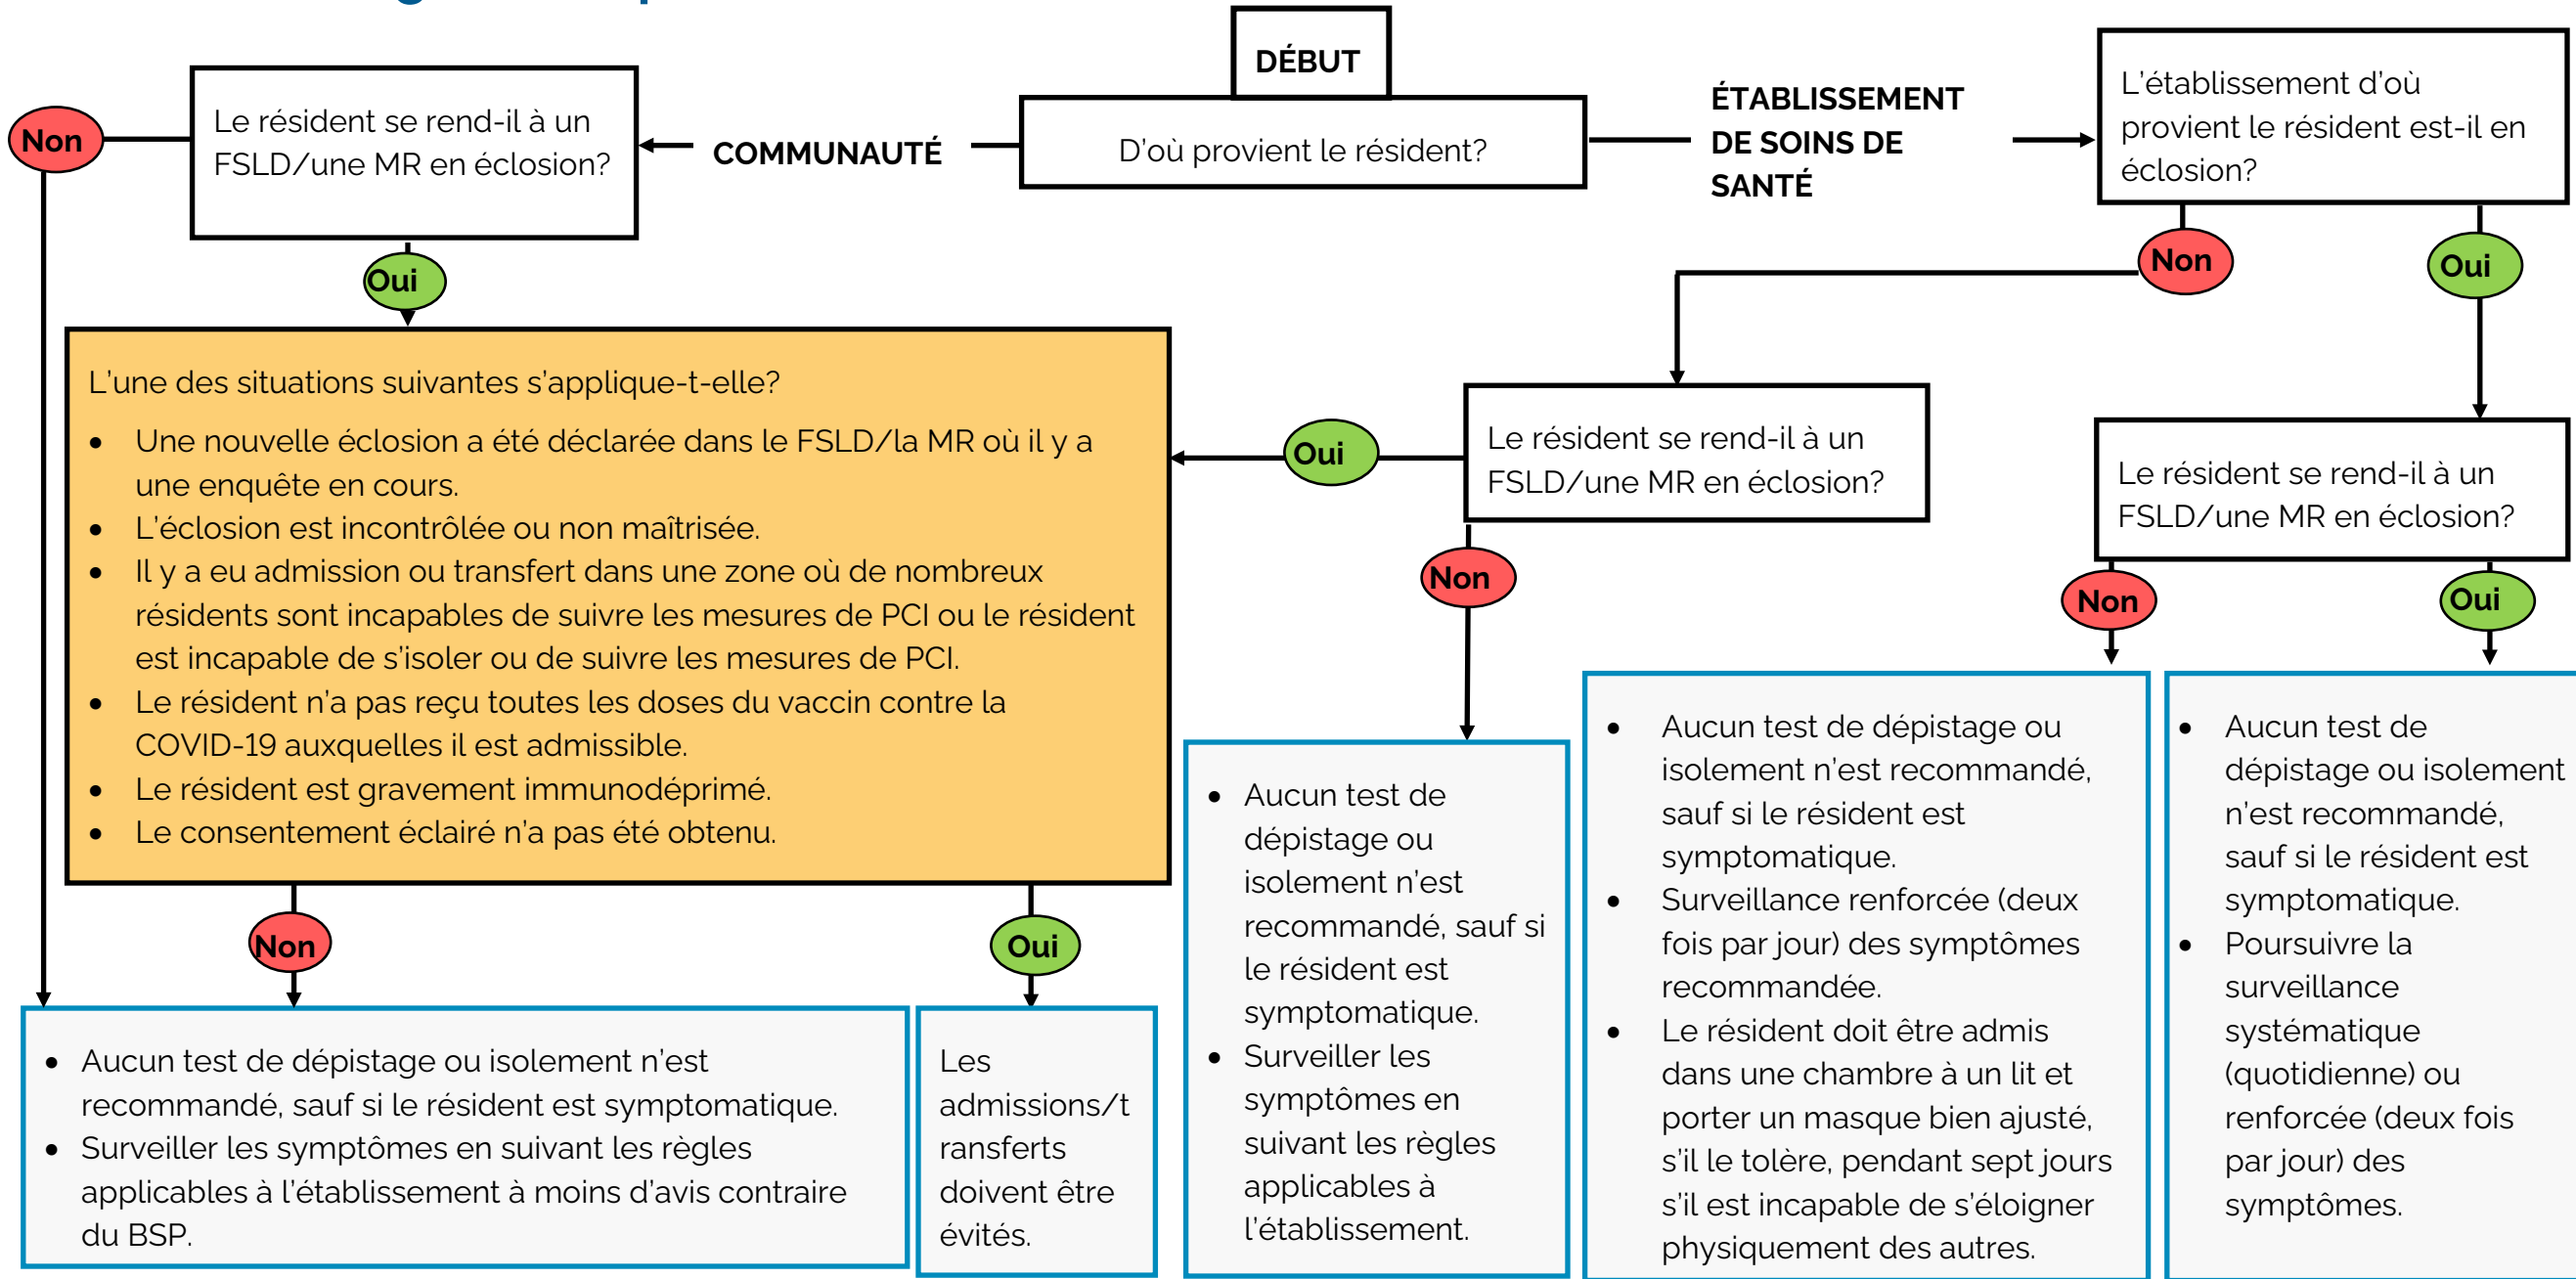 DÉBUT
D'où provient le résident?
COMMUNAUTÉ
ÉTABLISSEMENT
DE SOINS DE
SANTÉ
Le résident se rend-il à un
FSLD/une MR en éclosion?
Non
Oui
L'établissement d'où
provient le résident est-il en
éclosion?
Non
Oui
L'une des situations suivantes s'applique-t-elle?
• Une nouvelle éclosion a été déclarée dans le FSLD/la MR où il y a
une enquête en cours.
• L'éclosion est incontrôlée ou non maîtrisée.
• Il y a eu admission ou transfert dans une zone où de nombreux
résidents sont incapables de suivre les mesures de PCI ou le résident
est incapable de s'isoler ou de suivre les mesures de PCI.
• Le résident n'a pas reçu toutes les doses du vaccin contre la
COVID-19 auxquelles il est admissible.
• Le résident est gravement immunodéprimé.
• Le consentement éclairé n'a pas été obtenu.
Non
Oui
Le résident se rend-il à un
FSLD/une MR en éclosion?
Oui
Non
Le résident se rend-il à un
FSLD/une MR en éclosion?
Non
Oui
• Aucun test de dépistage ou isolement n'est
recommandé, sauf si le résident est symptomatique.
• Surveiller les symptômes en suivant les règles
applicables à l'établissement à moins d'avis contraire
du BSP.
Les
admissions/t
ransferts
doivent être
évités.
• Aucun test de
dépistage ou
isolement n'est
recommandé, sauf si
le résident est
symptomatique.
• Surveiller les
symptômes en
suivant les règles
applicables à
l'établissement.
• Aucun test de dépistage ou
isolement n'est recommandé,
sauf si le résident est
symptomatique.
• Surveillance renforcée (deux
fois par jour) des symptômes
recommandée.
• Le résident doit être admis
dans une chambre à un lit et
porter un masque bien ajusté,
s'il le tolère, pendant sept jours
s'il est incapable de s'éloigner
physiquement des autres.
• Aucun test de
dépistage ou isolement
n'est recommandé,
sauf si le résident est
symptomatique.
• Poursuivre la
surveillance
systématique
(quotidienne) ou
renforcée (deux fois
par jour) des
symptômes.